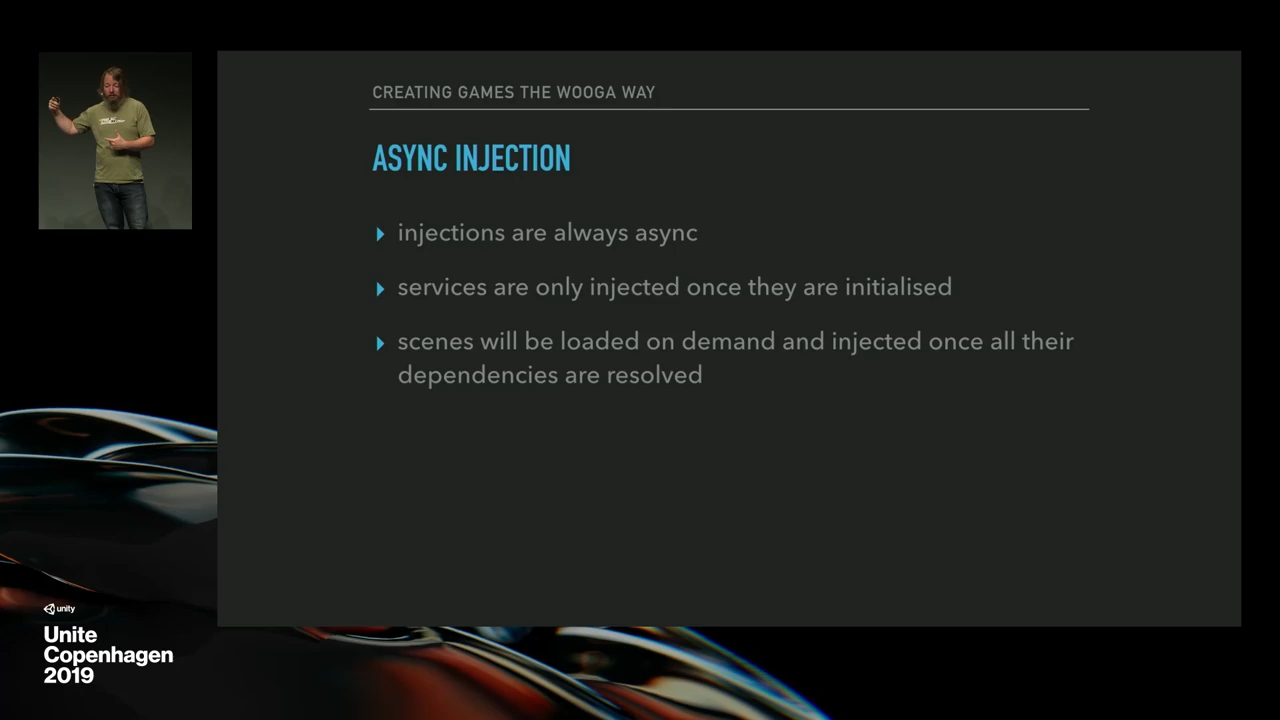 CREATING GAMES THE WOOGA WAY
ASYNC INJECTION
injections are always async
services are only injected once they are initialised
scenes will be loaded on demand and injected once all their
dependencies are resolved
unity
Unite
Copenhagen
2019